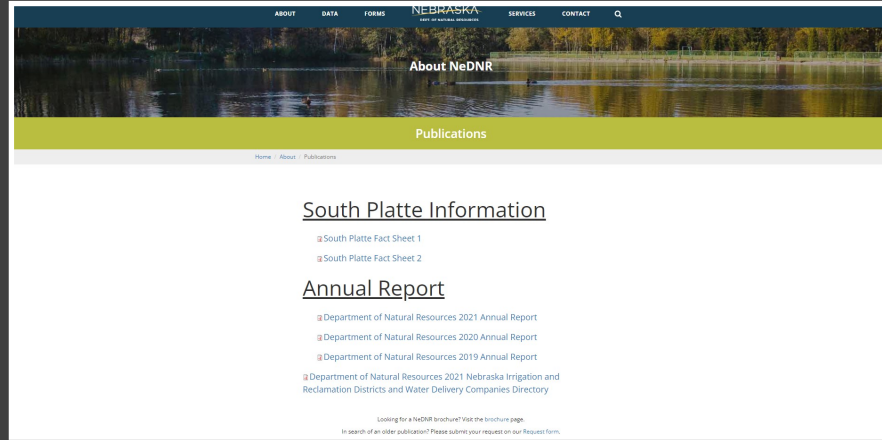 ABOUT DATA FORMS NEBRASKA SERVICES CONTACT
DEPT. OF NATURAL RESOURCES
About NeDNR
Publications
Home / About / Publications
South Platte Information
South Platte Fact Sheet 1
South Platte Fact Sheet 2
Annual Report
Department of Natural Resources 2021 Annual Report
Department of Natural Resources 2020 Annual Report
Department of Natural Resources 2019 Annual Report
Department of Natural Resources 2021 Nebraska Irrigation and
Reclamation Districts and Water Delivery Companies Directory
Looking for a NeDNR brochure? Visit the brochure page.
In search of an older publication? Please submit your request on our Request form.